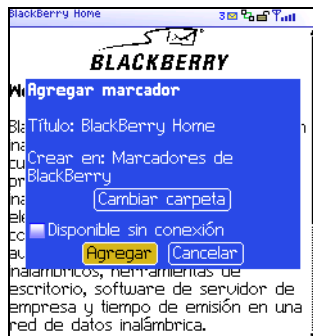 BlackBerry Home 3
BLACKBERRY
Agregar marcador
Título: BlackBerry Home
Crear en: Marcadores de
BlackBerry
Cambiar carpeta
Disponible sin conexión
Agregar Cancelar
inalámbricos, herramientas de
escritorio, software de servidor de
empresa y tiempo de emisión en una
red de datos inalámbrica.